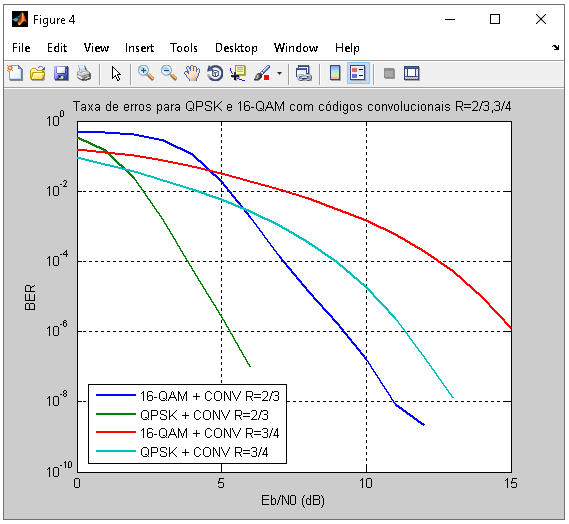 Figure 4
File Edit View Insert Tools Desktop Window Help
Taxa de erros para QPSK e 16-QAM com códigos convolucionais R=2/3,3/4
10^0
10^-2
10^-4
10^-6
10^-8
10^-10
BER
16-QAM + CONV R=2/3
QPSK + CONV R=2/3
16-QAM + CONV R=3/4
QPSK + CONV R=3/4
0 5 10 15
Eb/N0 (dB)